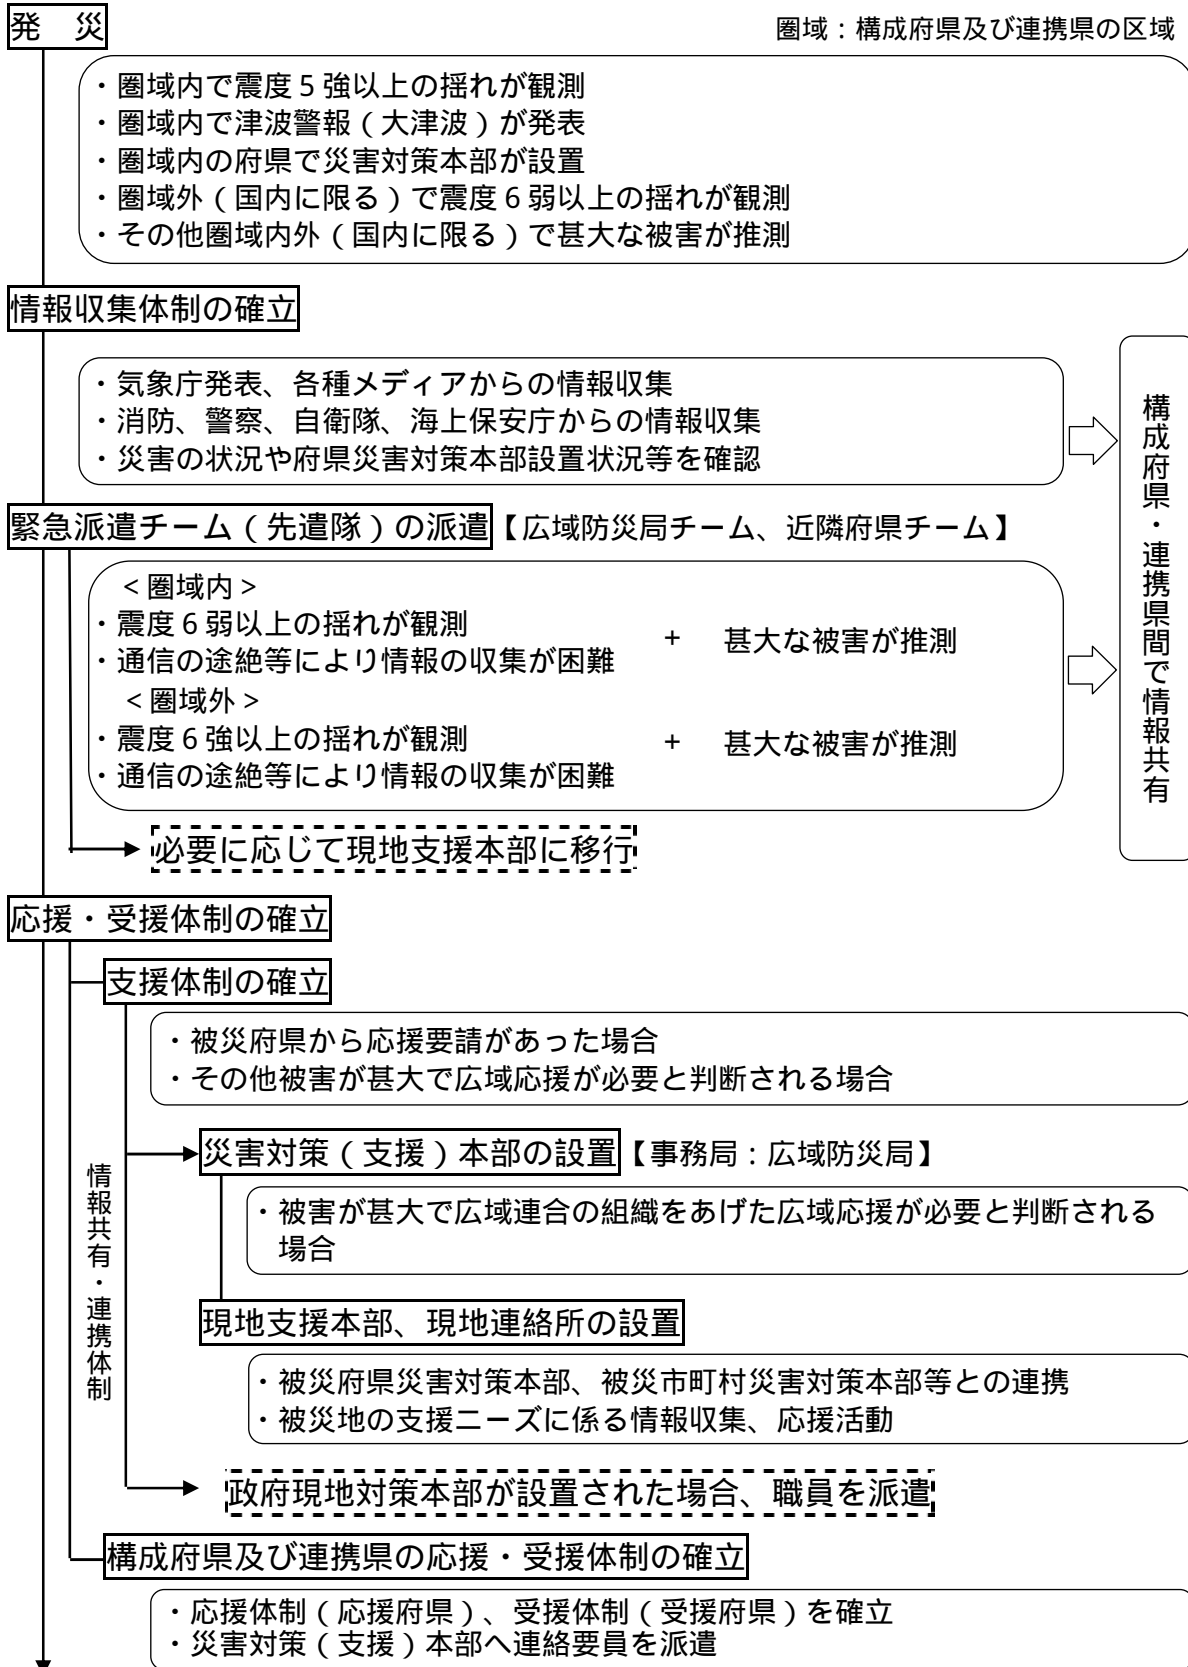 発　災
圏域：構成府県及び連携県の区域
・圏域内で震度５強以上の揺れが観測
・圏域内で津波警報（大津波）が発表
・圏域内の府県で災害対策本部が設置
・圏域外（国内に限る）で震度６弱以上の揺れが観測
・その他圏域内外（国内に限る）で甚大な被害が推測
情報収集体制の確立
・気象庁発表、各種メディアからの情報収集
・消防、警察、自衛隊、海上保安庁からの情報収集
・災害の状況や府県災害対策本部設置状況等を確認
構成府県・連携県間で情報共有
緊急派遣チーム（先遣隊）の派遣【広域防災局チーム、近隣府県チーム】
＜圏域内＞
・震度６弱以上の揺れが観測
・通信の途絶等により情報の収集が困難
＋　甚大な被害が推測
＜圏域外＞
・震度６強以上の揺れが観測
・通信の途絶等により情報の収集が困難
＋　甚大な被害が推測
必要に応じて現地支援本部に移行
応援・受援体制の確立
支援体制の確立
・被災府県から応援要請があった場合
・その他被害が甚大で広域応援が必要と判断される場合
情報共有・連携体制
災害対策（支援）本部の設置【事務局：広域防災局】
・被害が甚大で広域連合の組織をあげた広域応援が必要と判断される
場合
現地支援本部、現地連絡所の設置
・被災府県災害対策本部、被災市町村災害対策本部等との連携
・被災地の支援ニーズに係る情報収集、応援活動
政府現地対策本部が設置された場合、職員を派遣
構成府県及び連携県の応援・受援体制の確立
・応援体制（応援府県）、受援体制（受援府県）を確立
・災害対策（支援）本部へ連絡要員を派遣